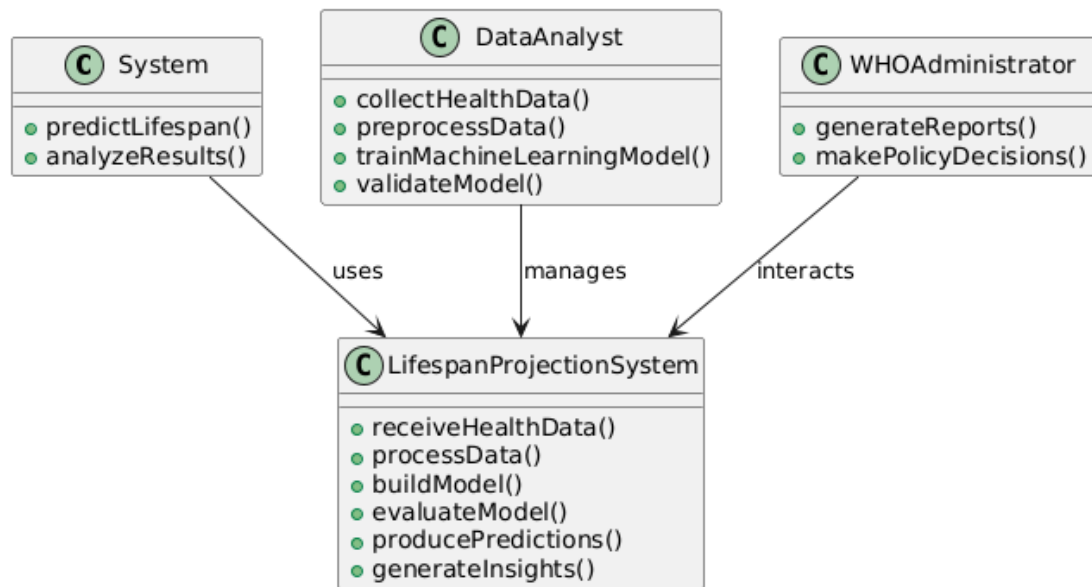 C System
predictLifespan()
analyzeResults()
C DataAnalyst
collectHealthData()
preprocessData()
trainMachineLearningModel()
validateModel()
C WHOAdministrator
generateReports()
makePolicyDecisions()
uses
manages
interacts
C LifespanProjectionSystem
receiveHealthData()
processData()
buildModel()
evaluateModel()
producePredictions()
generateInsights()